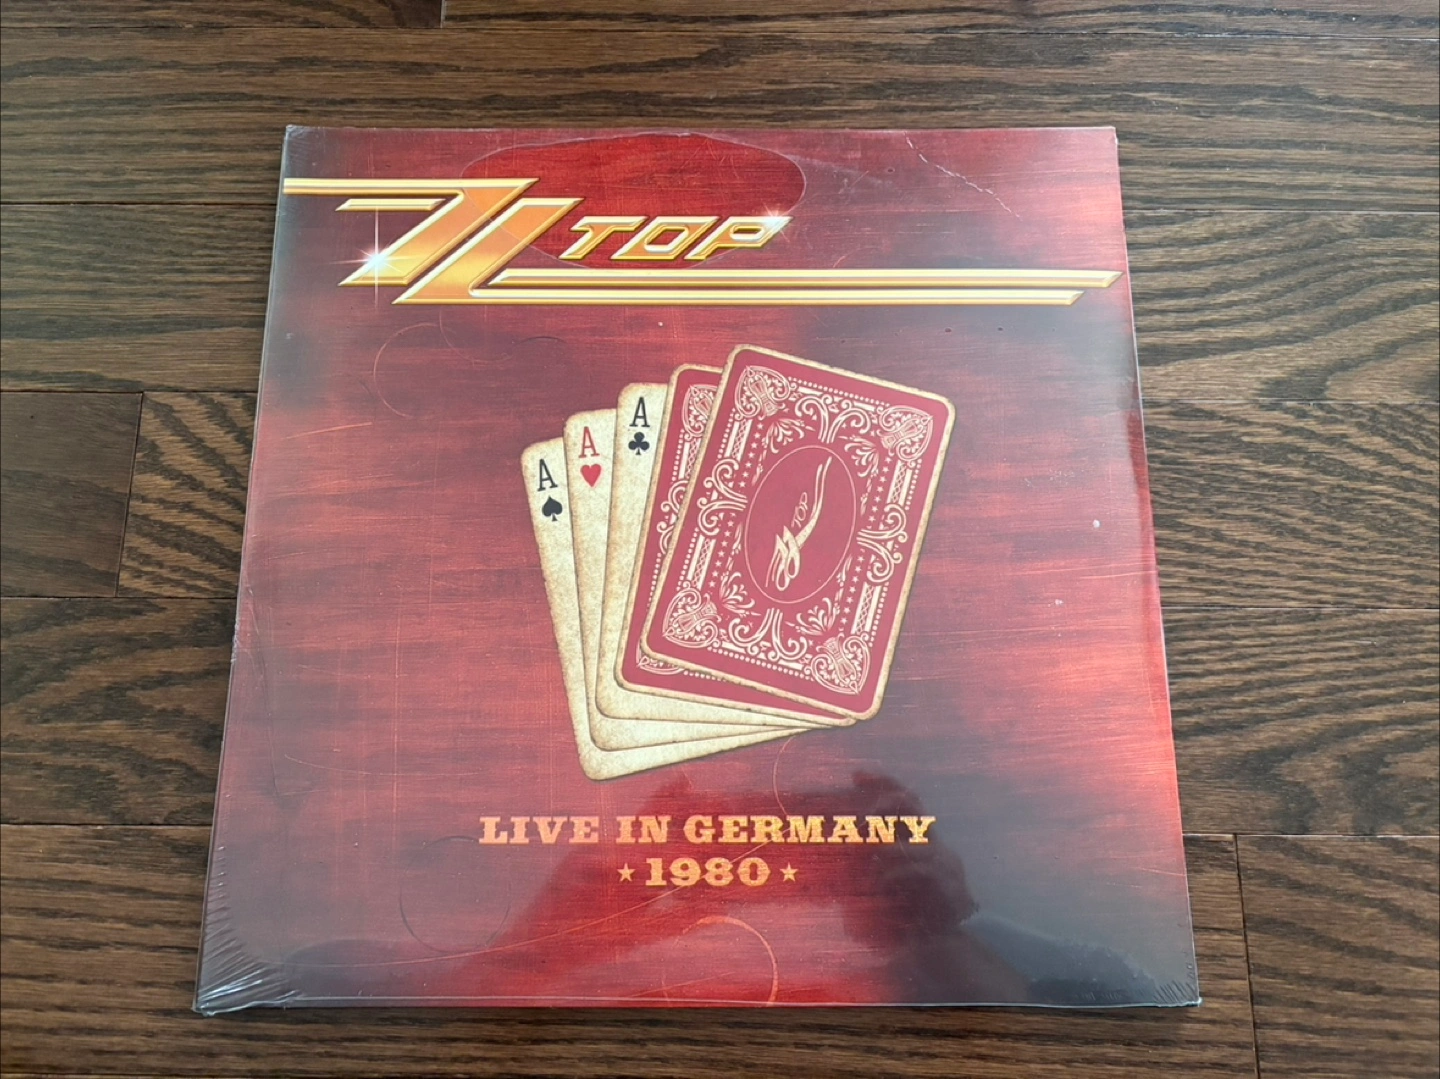 ZZ TOP
A
A
A
ZZ TOP
LIVE IN GERMANY
★ 1980 ★